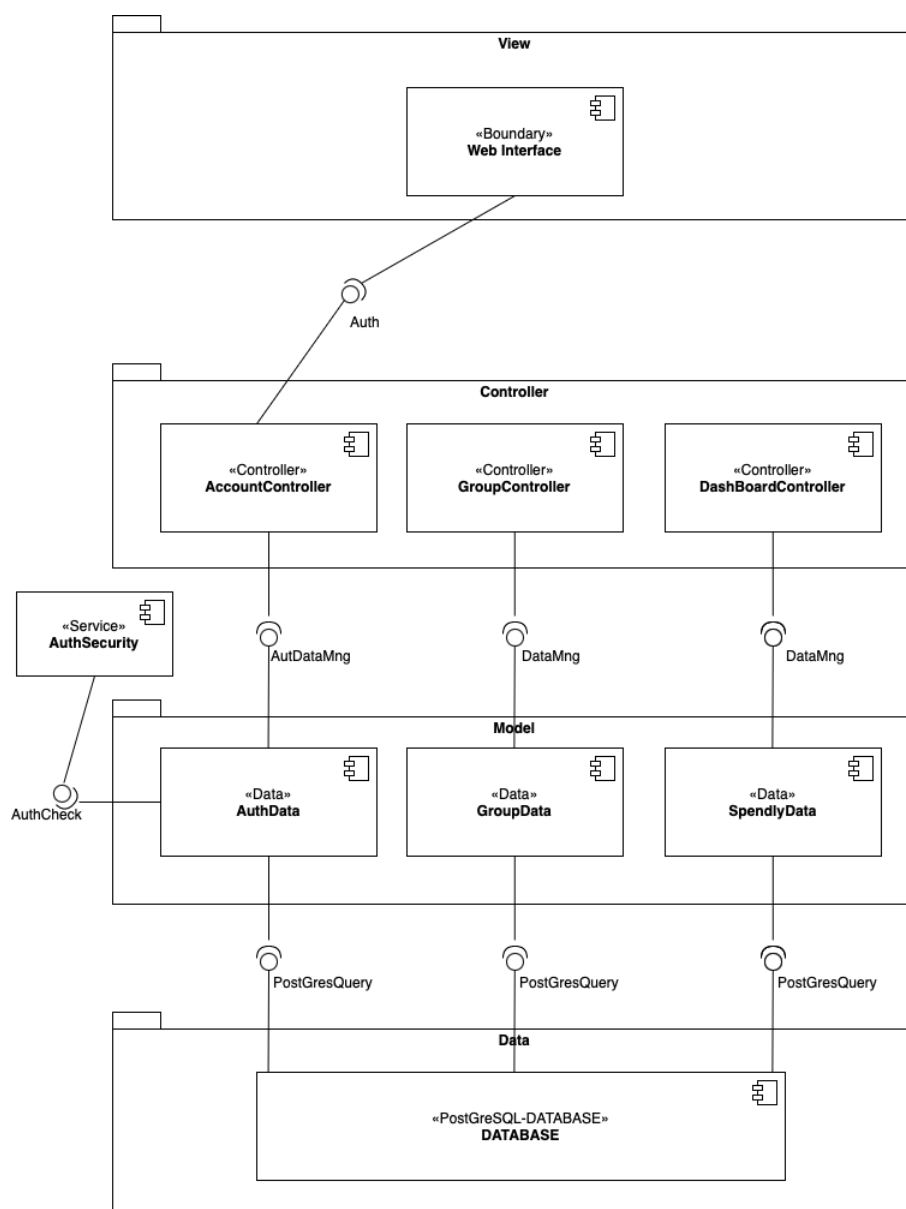 View
«Boundary»
Web Interface
Auth
Controller
«Controller»
AccountController
«Controller»
GroupController
«Controller»
DashBoardController
«Service»
AuthSecurity
AutDataMng
DataMng
DataMng
Model
«Data»
AuthData
«Data»
GroupData
«Data»
SpendlyData
AuthCheck
PostGresQuery
PostGresQuery
PostGresQuery
Data
«PostGreSQL-DATABASE»
DATABASE